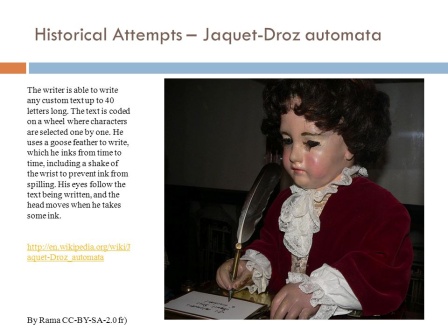 Historical Attempts – Jaquet-Droz automata
The writer is able to write
any custom text up to 40
letters long. The text is coded
on a wheel where characters
are selected one by one. He
uses a goose feather to write,
which he inks from time to
time, including a shake of
the wrist to prevent ink from
spilling. His eyes follow the
text being written, and the
head moves when he takes
some ink.
http://en.wikipedia.org/wiki/J
aquet-Droz_automata
By Rama CC-BY-SA-2.0 fr)